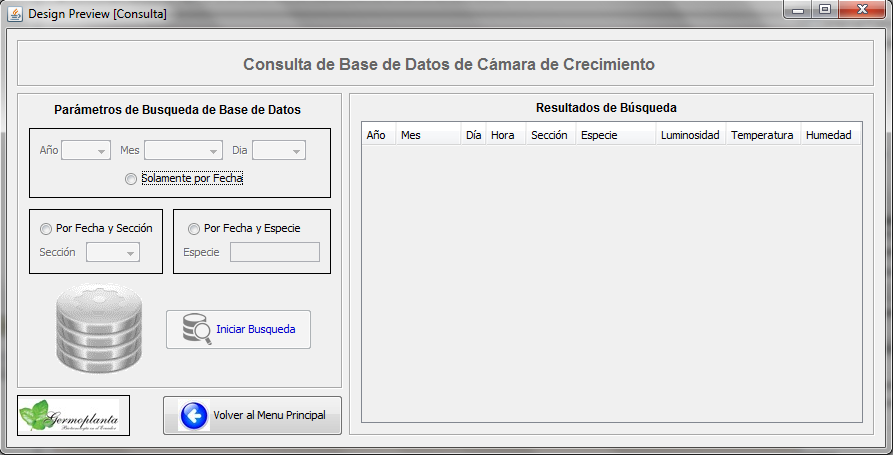 Design Preview [Consulta]
Consulta de Base de Datos de Cámara de Crecimiento
Parámetros de Busqueda de Base de Datos
Año Mes Dia
Solamente por Fecha
Por Fecha y Sección
Sección
Por Fecha y Especie
Especie
Iniciar Busqueda
Germoplanta
Volver al Menu Principal
Resultados de Búsqueda
Año Mes Día Hora Sección Especie Luminosidad Temperatura Humedad